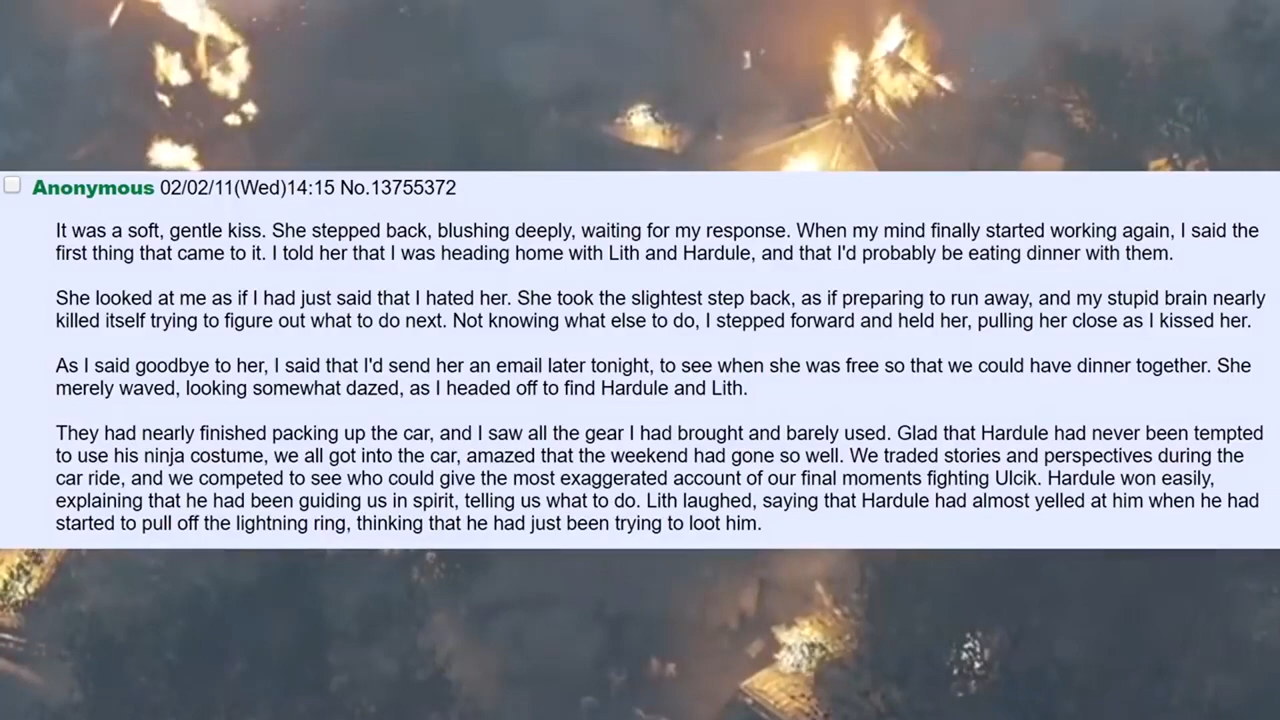 Anonymous 02/02/11(Wed)14:15 No.13755372
It was a soft, gentle kiss. She stepped back, blushing deeply, waiting for my response. When my mind finally started working again, I said the
first thing that came to it. I told her that I was heading home with Lith and Hardule, and that I'd probably be eating dinner with them.
She looked at me as if I had just said that I hated her. She took the slightest step back, as if preparing to run away, and my stupid brain nearly
killed itself trying to figure out what to do next. Not knowing what else to do, I stepped forward and held her, pulling her close as I kissed her.
As I said goodbye to her, I said that I'd send her an email later tonight, to see when she was free so that we could have dinner together. She
merely waved, looking somewhat dazed, as I headed off to find Hardule and Lith.
They had nearly finished packing up the car, and I saw all the gear I had brought and barely used. Glad that Hardule had never been tempted
to use his ninja costume, we all got into the car, amazed that the weekend had gone so well. We traded stories and perspectives during the
car ride, and we competed to see who could give the most exaggerated account of our final moments fighting Ulcik. Hardule won easily,
explaining that he had been guiding us in spirit, telling us what to do. Lith laughed, saying that Hardule had almost yelled at him when he had
started to pull off the lightning ring, thinking that he had just been trying to loot him.